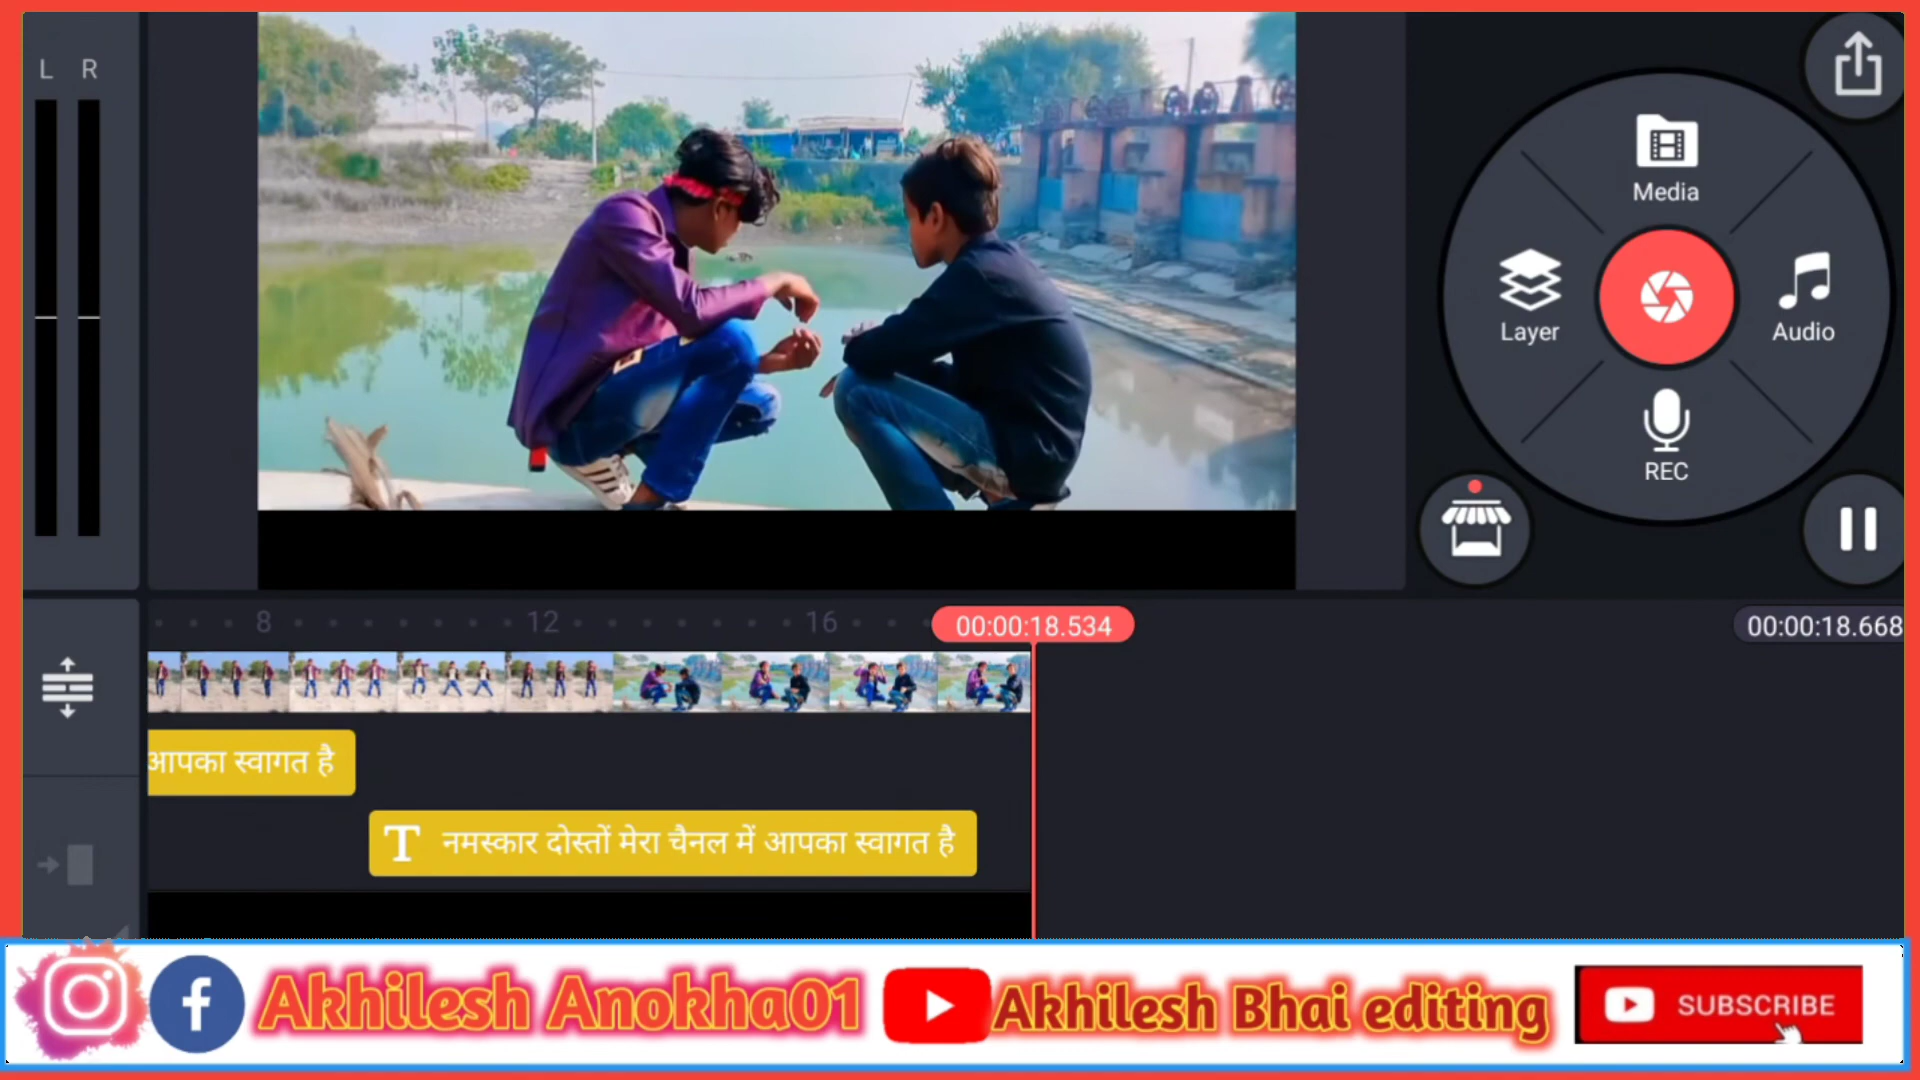 L R
Media
Layer
Audio
REC
8 12 16 00:00:18.534 00:00:18.668
आपका स्वागत है
T नमस्कार दोस्तों मेरा चैनल में आपका स्वागत है
Akhilesh Anokha01 Akhilesh Bhai editing SUBSCRIBE